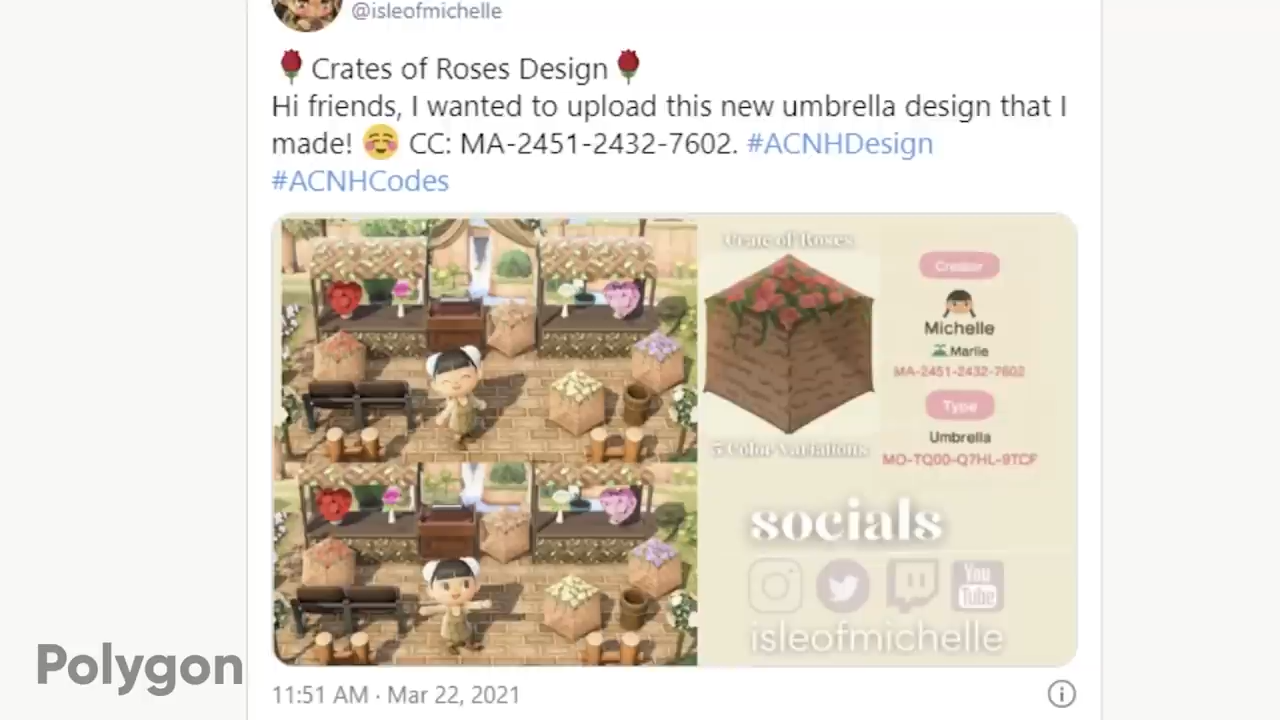 @isleofmichelle
🌹Crates of Roses Design🌹
Hi friends, I wanted to upload this new umbrella design that I
made! ☺️ CC: MA-2451-2432-7602. #ACNHDesign
#ACNHCodes
Crate of Roses
5 Color Variations
Creator
Michelle
Marlie
MA-2451-2432-7602
Type
Umbrella
MO-TQ00-Q7HL-9TCF
socials
You
Tube
isleofmichelle
Polygon
11:51 AM · Mar 22, 2021